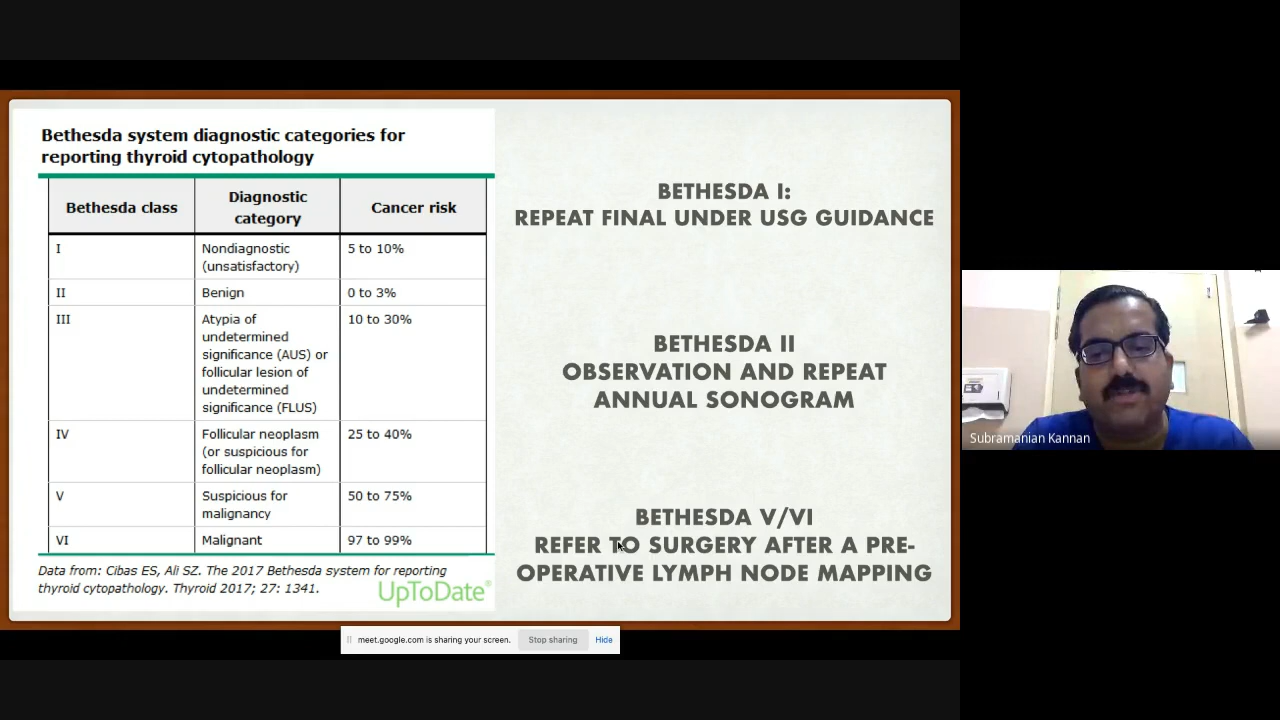 Bethesda system diagnostic categories for
reporting thyroid cytopathology
Bethesda class
Diagnostic
category
Cancer risk
I
Nondiagnostic
(unsatisfactory)
5 to 10%
II
Benign
0 to 3%
III
Atypia of
undetermined
significance (AUS) or
follicular lesion of
undetermined
significance (FLUS)
10 to 30%
IV
Follicular neoplasm
(or suspicious for
follicular neoplasm)
25 to 40%
V
Suspicious for
malignancy
50 to 75%
VI
Malignant
97 to 99%
Data from: Cibas ES, Ali SZ. The 2017 Bethesda system for reporting
thyroid cytopathology. Thyroid 2017; 27: 1341.
UpToDate®
BETHESDA I:
REPEAT FINAL UNDER USG GUIDANCE
BETHESDA II
OBSERVATION AND REPEAT
ANNUAL SONOGRAM
BETHESDA V/VI
REFER TO SURGERY AFTER A PRE-
OPERATIVE LYMPH NODE MAPPING
Subramanian Kannan
meet.google.com is sharing your screen.
Stop sharing
Hide